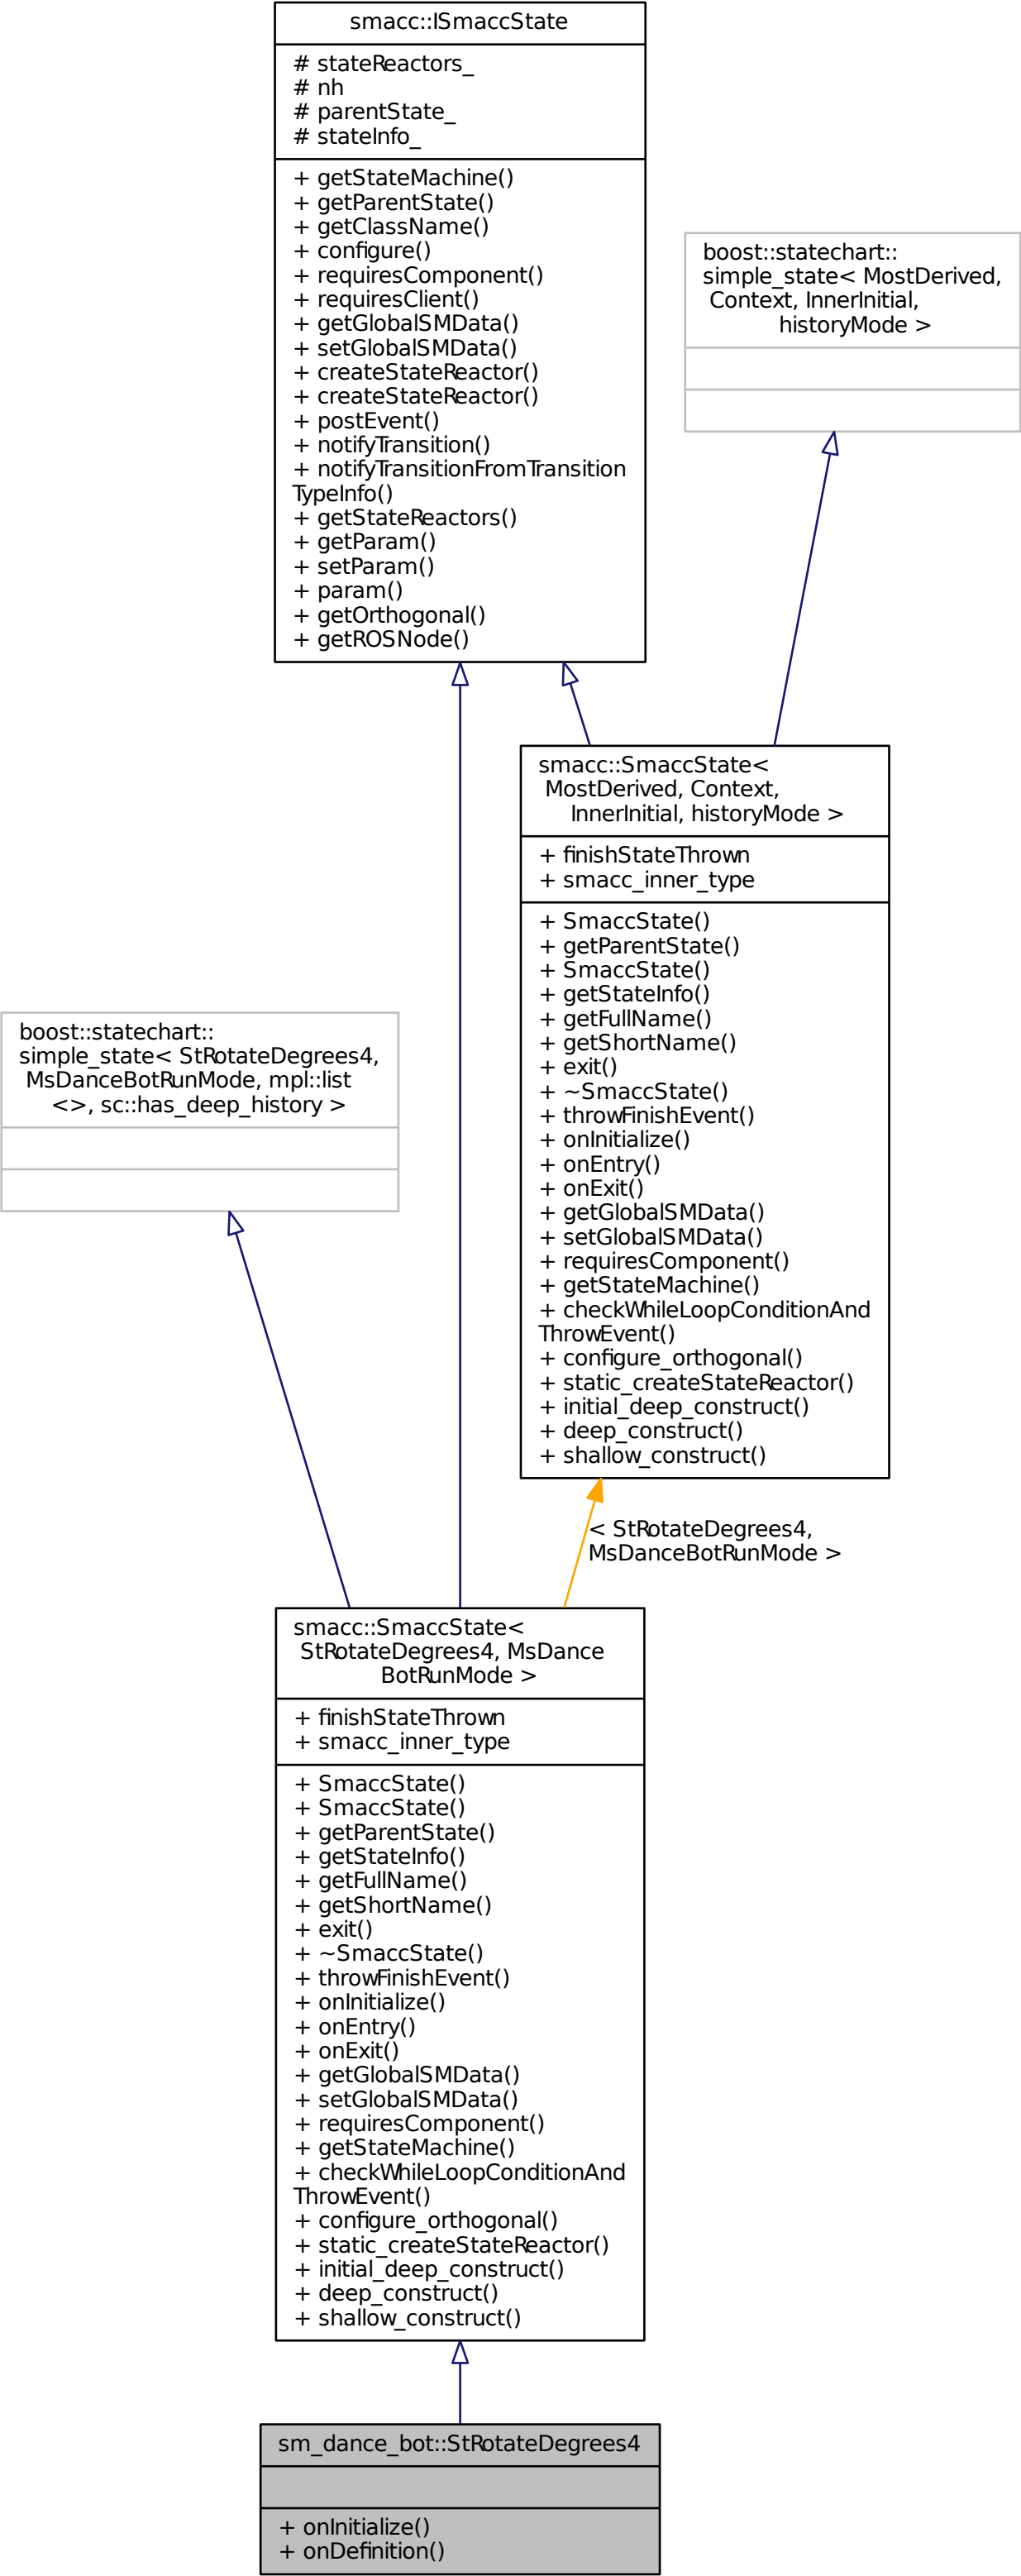 smacc::ISmaccState
# stateReactors_
# nh
# parentState_
# stateInfo_
+ getStateMachine()
+ getParentState()
+ getClassName()
+ configure()
+ requiresComponent()
+ requiresClient()
+ getGlobalSMData()
+ setGlobalSMData()
+ createStateReactor()
+ createStateReactor()
+ postEvent()
+ notifyTransition()
+ notifyTransitionFromTransition
TypeInfo()
+ getStateReactors()
+ getParam()
+ setParam()
+ param()
+ getOrthogonal()
+ getROSNode()
boost::statechart::
simple_state< MostDerived,
Context, InnerInitial,
historyMode >
smacc::SmaccState<
MostDerived, Context,
InnerInitial, historyMode >
+ finishStateThrown
+ smacc_inner_type
+ SmaccState()
+ getParentState()
+ SmaccState()
+ getStateInfo()
+ getFullName()
+ getShortName()
+ exit()
+ ~SmaccState()
+ throwFinishEvent()
+ onInitialize()
+ onEntry()
+ onExit()
+ getGlobalSMData()
+ setGlobalSMData()
+ requiresComponent()
+ getStateMachine()
+ checkWhileLoopConditionAnd
ThrowEvent()
+ configure_orthogonal()
+ static_createStateReactor()
+ initial_deep_construct()
+ deep_construct()
+ shallow_construct()
boost::statechart::
simple_state< StRotateDegrees4,
MsDanceBotRunMode, mpl::list
<>, sc::has_deep_history >
< StRotateDegrees4,
MsDanceBotRunMode >
smacc::SmaccState<
StRotateDegrees4, MsDance
BotRunMode >
+ finishStateThrown
+ smacc_inner_type
+ SmaccState()
+ SmaccState()
+ getParentState()
+ getStateInfo()
+ getFullName()
+ getShortName()
+ exit()
+ ~SmaccState()
+ throwFinishEvent()
+ onInitialize()
+ onEntry()
+ onExit()
+ getGlobalSMData()
+ setGlobalSMData()
+ requiresComponent()
+ getStateMachine()
+ checkWhileLoopConditionAnd
ThrowEvent()
+ configure_orthogonal()
+ static_createStateReactor()
+ initial_deep_construct()
+ deep_construct()
+ shallow_construct()
sm_dance_bot::StRotateDegrees4
+ onInitialize()
+ onDefinition()